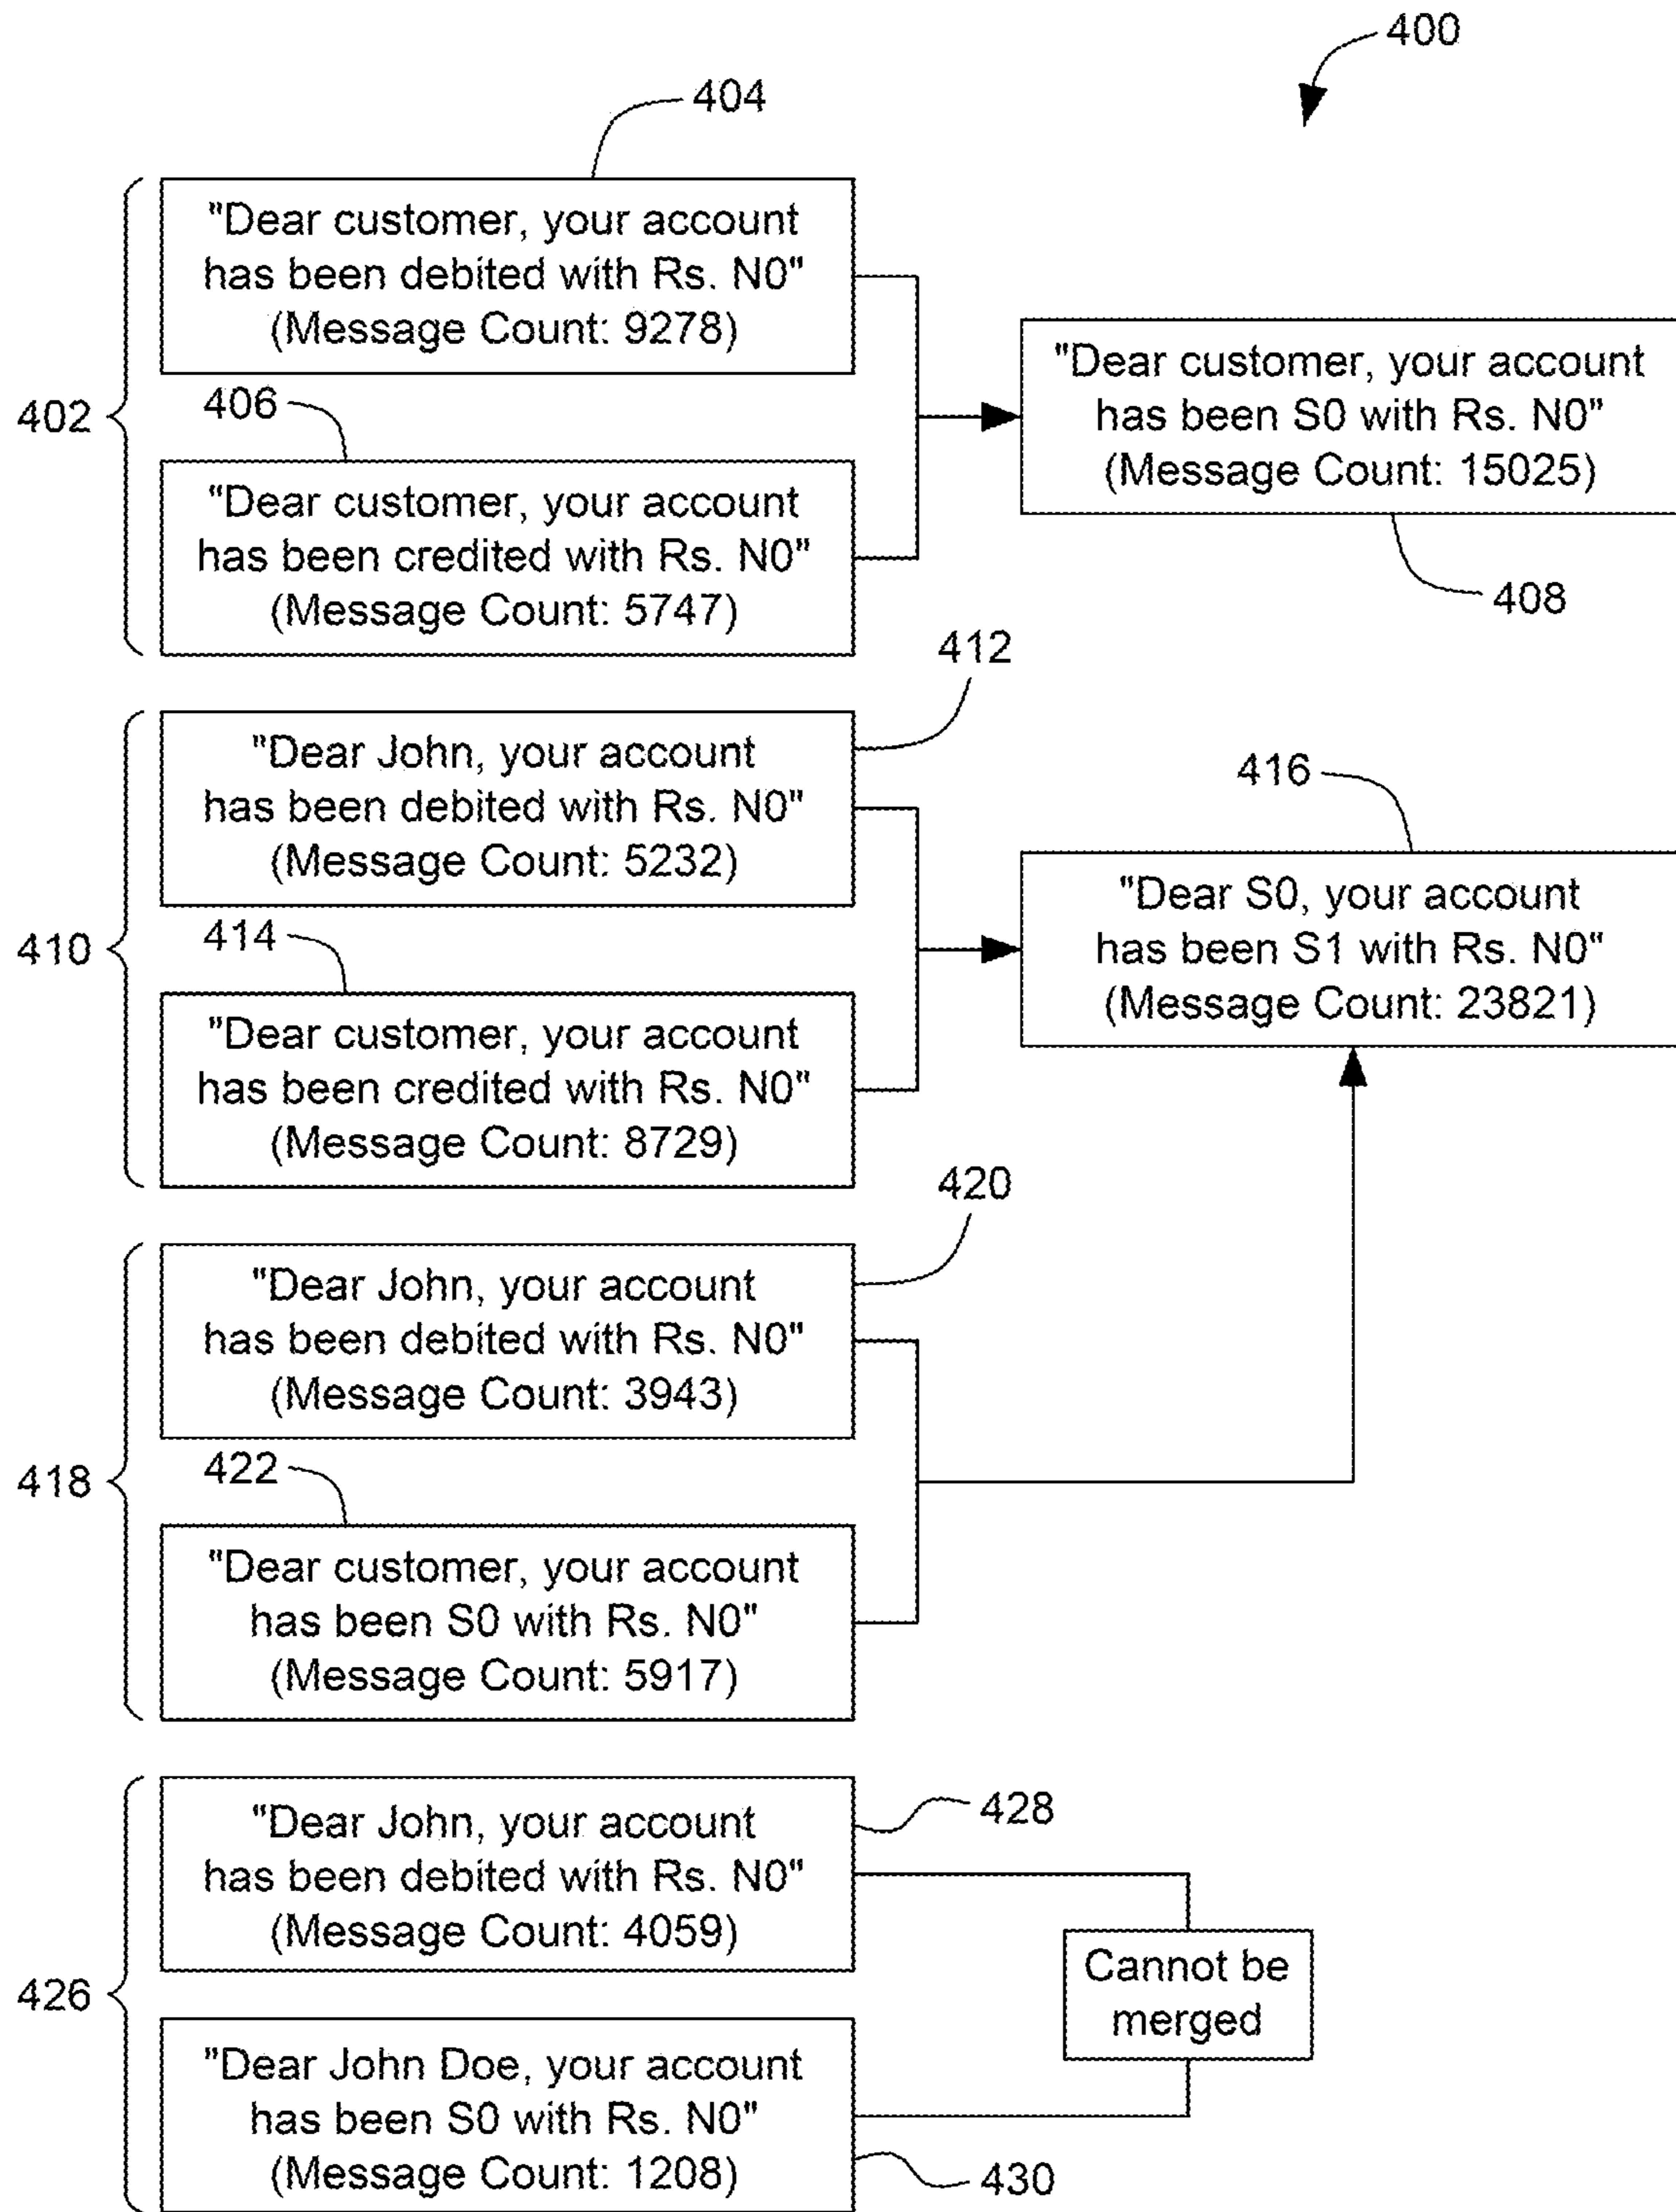 400
404
"Dear customer, your account
has been debited with Rs. N0"
(Message Count: 9278)
402
406
"Dear customer, your account
has been credited with Rs. N0"
(Message Count: 5747)
"Dear customer, your account
has been S0 with Rs. N0"
(Message Count: 15025)
408
412
"Dear John, your account
has been debited with Rs. N0"
(Message Count: 5232)
410
414
"Dear customer, your account
has been credited with Rs. N0"
(Message Count: 8729)
416
"Dear S0, your account
has been S1 with Rs. N0"
(Message Count: 23821)
420
"Dear John, your account
has been debited with Rs. N0"
(Message Count: 3943)
418
422
"Dear customer, your account
has been S0 with Rs. N0"
(Message Count: 5917)
"Dear John, your account
has been debited with Rs. N0"
(Message Count: 4059)
428
426
Cannot be
merged
"Dear John Doe, your account
has been S0 with Rs. N0"
(Message Count: 1208)
430